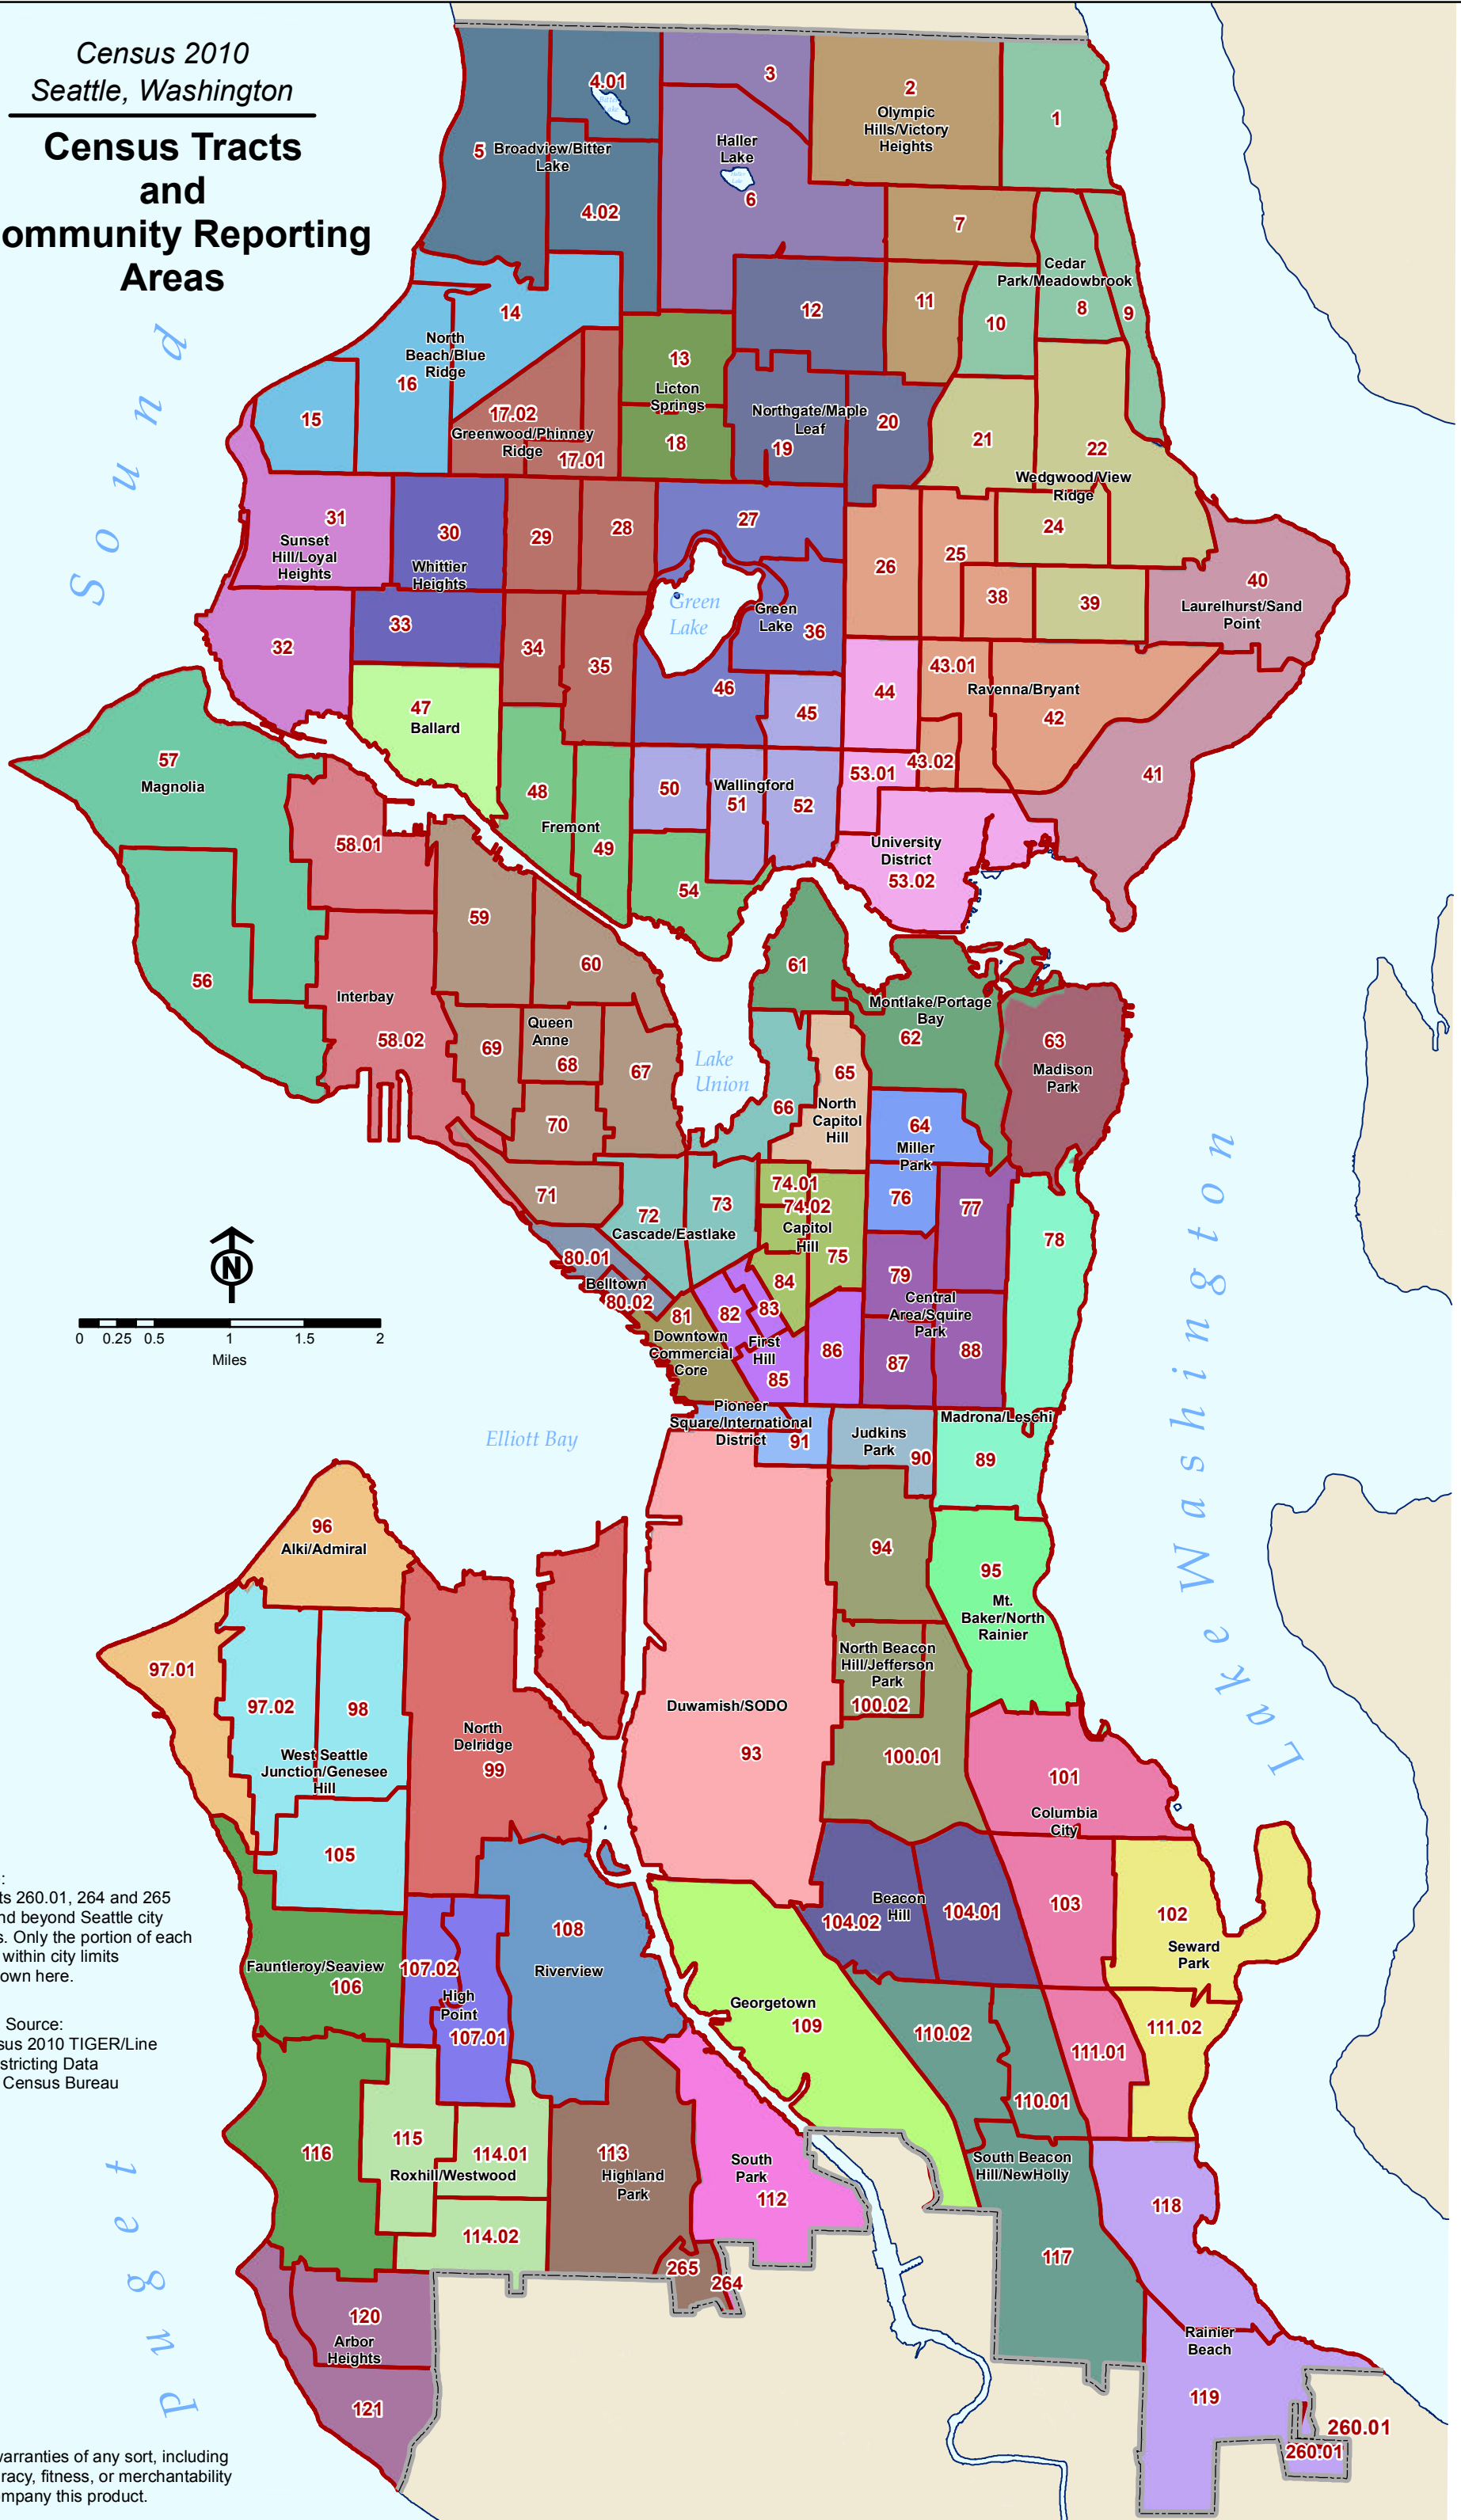 Census 2010
Seattle, Washington
Census Tracts
and
ommunity Reporting
Areas
4.01
3
2
Olympic
Hills/Victory
Heights
1
5
Broadview/Bitter
Lake
Haller
Lake
6
4.02
7
Cedar
Park/Meadowbrook
8
9
14
12
11
10
North
Beach/Blue
Ridge
16
15
13
Licton
Springs
17.02
Greenwood/Phinney
Ridge
17.01
18
Northgate/Maple
Leaf
19
20
21
22
Wedgwood/View
Ridge
24
31
Sunset
Hill/Loyal
Heights
30
Whittier
Heights
29
28
27
26
25
38
39
40
Laurelhurst/Sand
Point
Green
Lake
Green
Lake
36
33
32
34
35
46
45
44
43.01
Ravenna/Bryant
42
43.02
41
47
Ballard
57
Magnolia
48
Fremont
49
50
Wallingford
51
52
53.01
University
District
53.02
54
58.01
59
60
61
56
Interbay
58.02
Queen
Anne
69
68
67
70
71
Lake
Union
Montlake/Portage
Bay
62
63
Madison
Park
65
North
Capitol
Hill
66
64
Miller
Park
76
77
78
72
Cascade/Eastlake
73
74.01
74.02
Capitol
Hill
75
84
79
Central
Area/Squire
Park
80.01
Belltown
80.02
81
Downtown
Commercial
Core
82
83
First
Hill
85
86
87
88
Pioneer
Square/International
District
91
Judkins
Park
90
Madrona/Leschi
89
N
0 0.25 0.5 1 1.5 2
Miles
Elliott Bay
Sound
Lake Washington
96
Alki/Admiral
94
95
Mt.
Baker/North
Rainier
97.01
97.02
98
West Seattle
Junction/Genesee
Hill
North
Delridge
99
Duwamish/SODO
93
North Beacon
Hill/Jefferson
Park
100.02
100.01
101
Columbia
City
105
108
Riverview
Beacon
Hill
104.02
104.01
103
102
Seward
Park
:
ts 260.01, 264 and 265
nd beyond Seattle city
s. Only the portion of each
within city limits
own here.
Source:
sus 2010 TIGER/Line
stricting Data
Census Bureau
Fauntleroy/Seaview
106
107.02
High
Point
107.01
Georgetown
109
110.02
110.01
111.01
111.02
116
115
114.01
Roxhill/Westwood
114.02
113
Highland
Park
South
Park
112
South Beacon
Hill/NewHolly
117
118
265
264
120
Arbor
Heights
121
Rainier
Beach
119
260.01
260.01
Puget
warranties of any sort, including
racy, fitness, or merchantability
mpany this product.